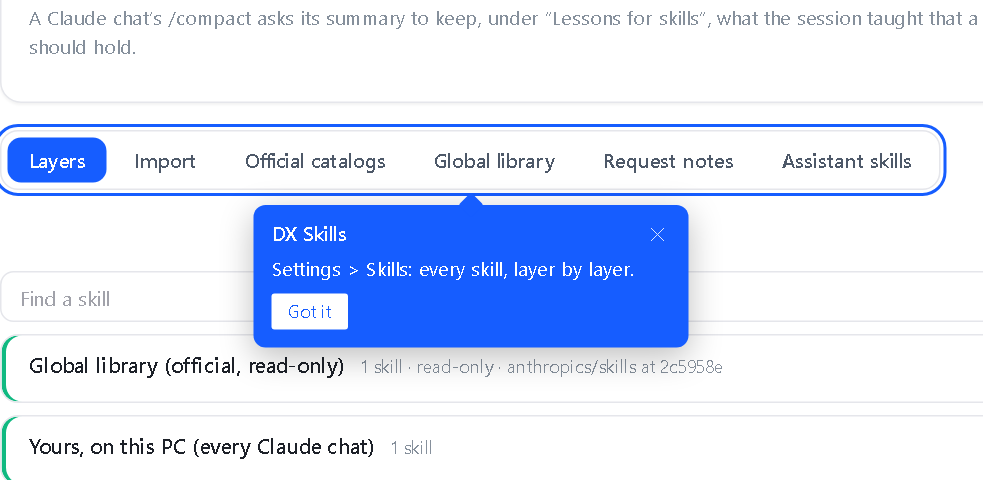 A Claude chat's /compact asks its summary to keep, under "Lessons for skills", what the session taught that a
should hold.
Layers Import Official catalogs Global library Request notes Assistant skills
DX Skills
Settings > Skills: every skill, layer by layer.
Got it
Find a skill
Global library (official, read-only) 1 skill · read-only · anthropics/skills at 2c5958e
Yours, on this PC (every Claude chat) 1 skill